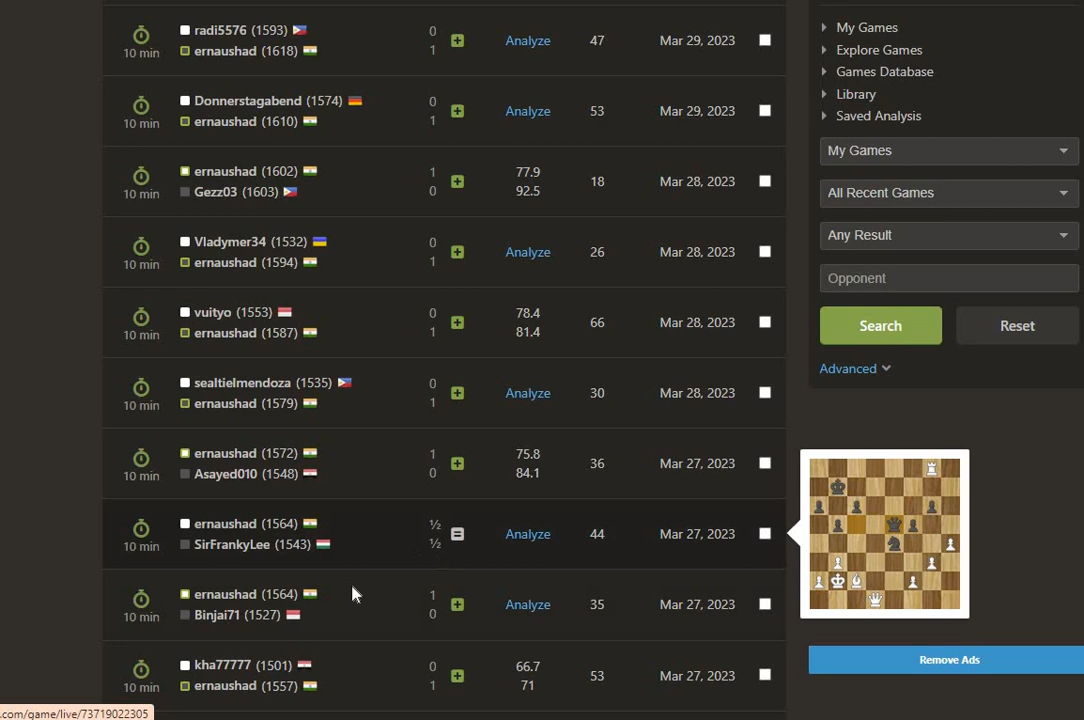 radi5576 (1593)
ernaushad (1618)
10 min
0
1
Analyze
47
Mar 29, 2023
Donnerstagabend (1574)
ernaushad (1610)
10 min
0
1
Analyze
53
Mar 29, 2023
ernaushad (1602)
Gezz03 (1603)
10 min
1
0
77.9
92.5
18
Mar 28, 2023
Vladymer34 (1532)
ernaushad (1594)
10 min
0
1
Analyze
26
Mar 28, 2023
vuityo (1553)
ernaushad (1587)
10 min
0
1
78.4
81.4
66
Mar 28, 2023
sealtielmendoza (1535)
ernaushad (1579)
10 min
0
1
Analyze
30
Mar 28, 2023
ernaushad (1572)
Asayed010 (1548)
10 min
1
0
75.8
84.1
36
Mar 27, 2023
ernaushad (1564)
SirFrankyLee (1543)
10 min
½
½
Analyze
44
Mar 27, 2023
ernaushad (1564)
Binjai71 (1527)
10 min
1
0
Analyze
35
Mar 27, 2023
kha77777 (1501)
ernaushad (1557)
10 min
0
1
66.7
71
53
Mar 27, 2023
.com/game/live/73719022305
My Games
Explore Games
Games Database
Library
Saved Analysis
My Games
All Recent Games
Any Result
Opponent
Search
Reset
Advanced
Remove Ads